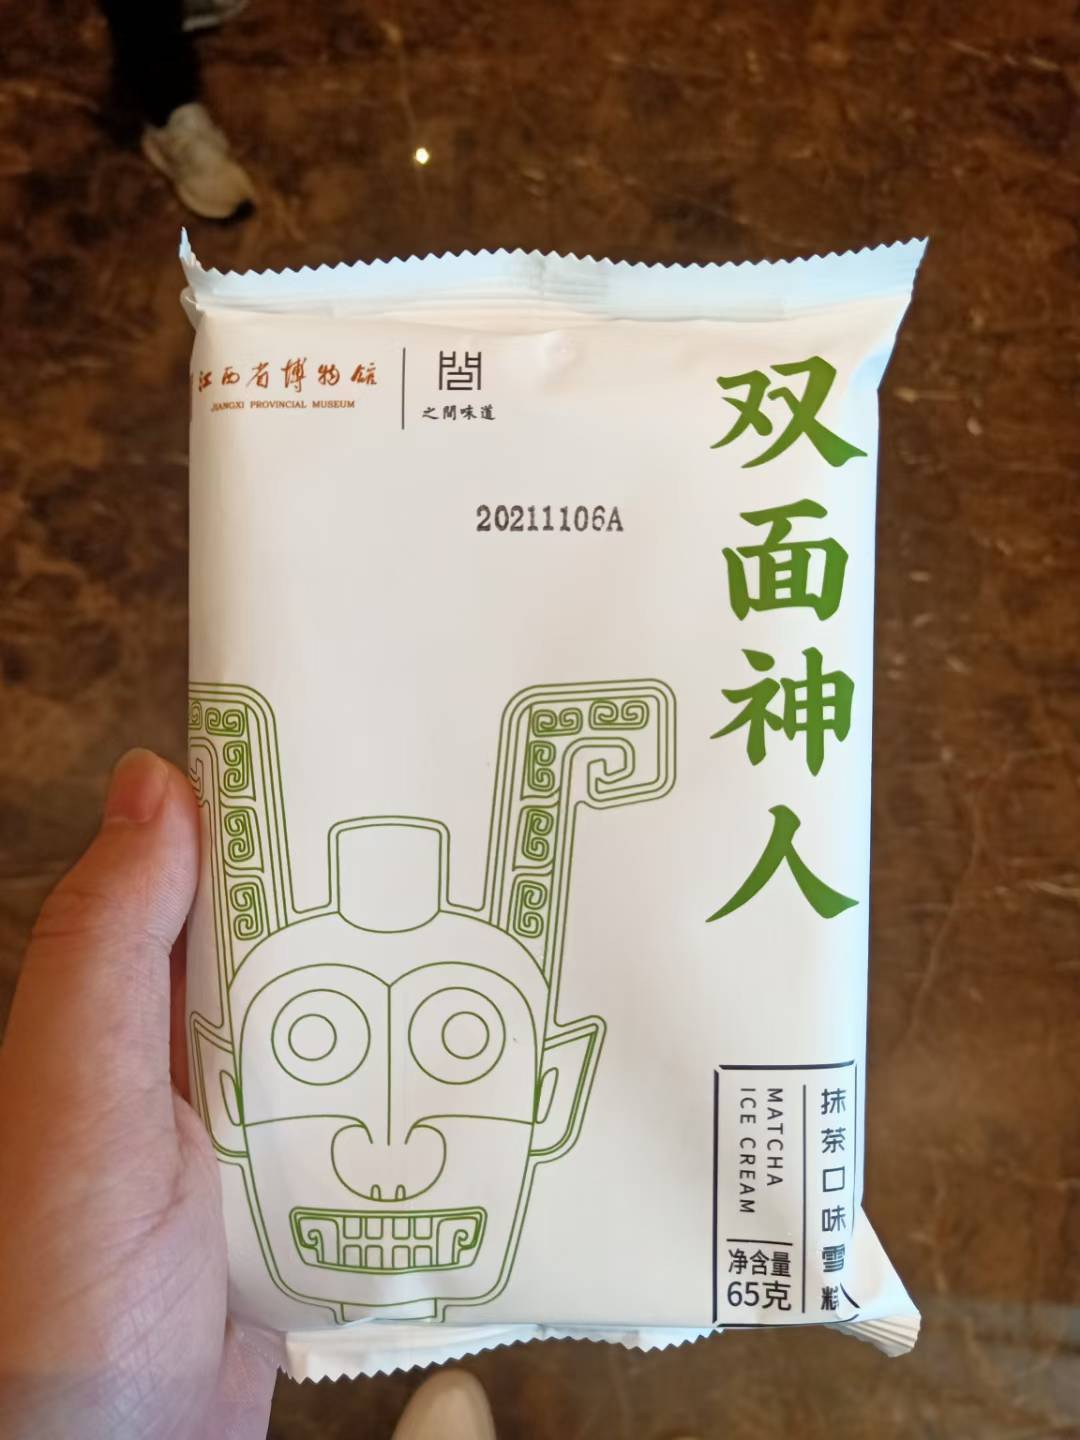 江西省博物馆
JIANGXI PROVINCIAL MUSEUM
之間味道
20211106A
双面神人
抹茶口味雪糕
MATCHA
ICE CREAM
净含量
65克